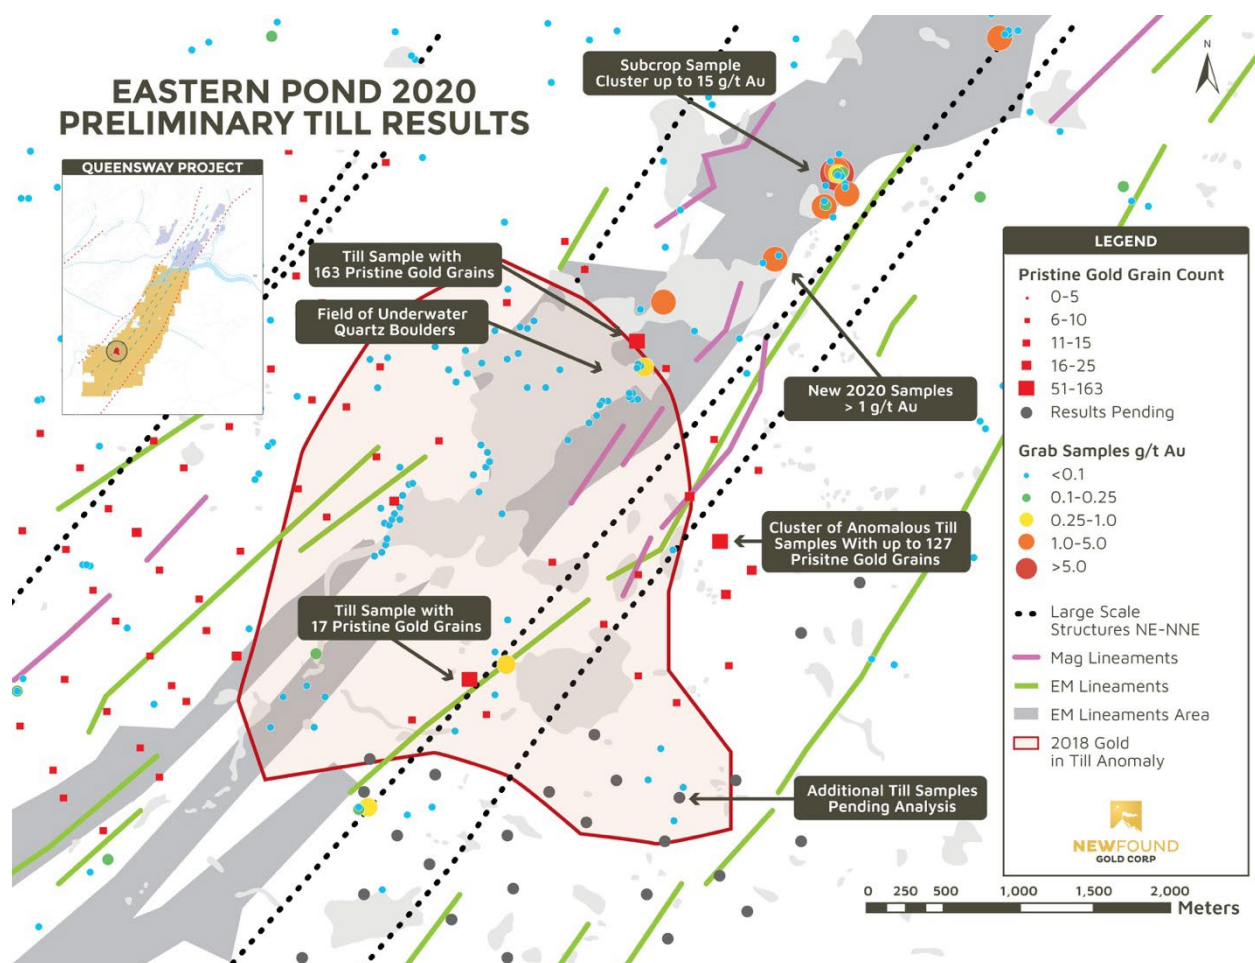 EASTERN POND 2020
PRELIMINARY TILL RESULTS
QUEENSWAY PROJECT
Subcrop Sample
Cluster up to 15 g/t Au
N
Till Sample with
163 Pristine Gold Grains
Field of Underwater
Quartz Boulders
New 2020 Samples
> 1 g/t Au
Cluster of Anomalous Till
Samples With up to 127
Prisitne Gold Grains
Till Sample with
17 Pristine Gold Grains
Additional Till Samples
Pending Analysis
LEGEND
Pristine Gold Grain Count
0-5
6-10
11-15
16-25
51-163
Results Pending
Grab Samples g/t Au
<0.1
0.1-0.25
0.25-1.0
1.0-5.0
>5.0
Large Scale
Structures NE-NNE
Mag Lineaments
EM Lineaments
EM Lineaments Area
2018 Gold
in Till Anomaly
NEWFOUND
GOLD CORP
0 250 500 1,000 1,500 2,000
Meters